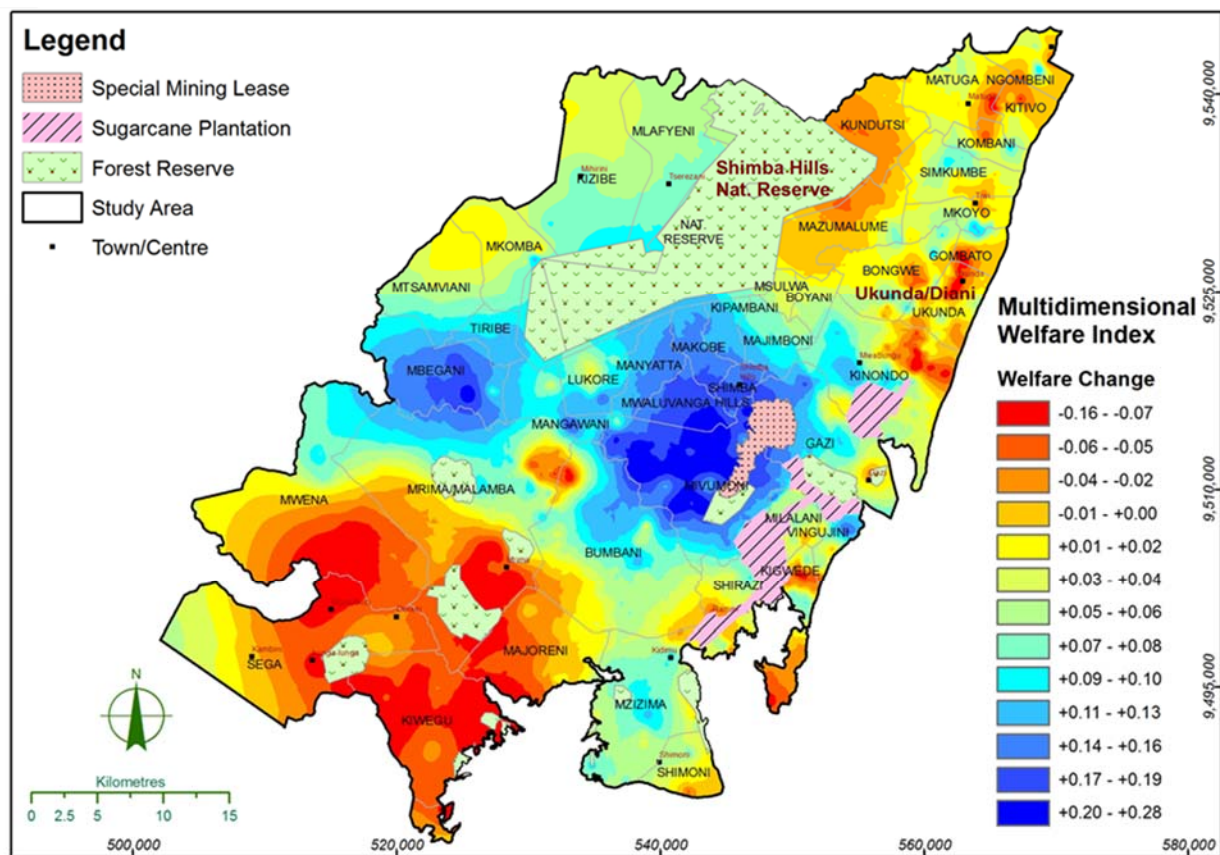 Legend
Special Mining Lease
Sugarcane Plantation
Forest Reserve
Study Area
Town/Centre
MATUGA
NGOMBENI
KITIVO
KUNDUTSI
KOMBANI
MLAFYENI
KIZIBE
Shimba Hills
Nat. Reserve
SIMKUMBE
MKOYO
NAT.
RESERVE
MAZUMALUME
MKOMBA
GOMBATO
BONGWE
MTSAMVIANI
MSULWA
BOYANI
Ukunda/Diani
UKUNDA
KIPAMBANI
TIRIBE
MAJIMBONI
MAKOBE
MANYATTA
MBEGANI
LUKORE
SHIMBA
HILLS
KINONDO
MWALUVANGA
MANGAWANI
GAZI
MRIMA/MALAMBA
MWENA
MIVUMONI
MILALANI
VINGUJINI
BUMBANI
KIGWEDE
SHIRAZI
MAJORENI
SEGA
Kidimu
MZIZIMA
KIWEGU
Shimoni
SHIMONI
Multidimensional
Welfare Index
Welfare Change
-0.16 - -0.07
-0.06 - -0.05
-0.04 - -0.02
-0.01 - +0.00
+0.01 - +0.02
+0.03 - +0.04
+0.05 - +0.06
+0.07 - +0.08
+0.09 - +0.10
+0.11 - +0.13
+0.14 - +0.16
+0.17 - +0.19
+0.20 - +0.28
N
Kilometres
0 2.5 5 10 15
500,000 520,000 540,000 560,000 580,000
9,540,000
9,525,000
9,510,000
9,495,000